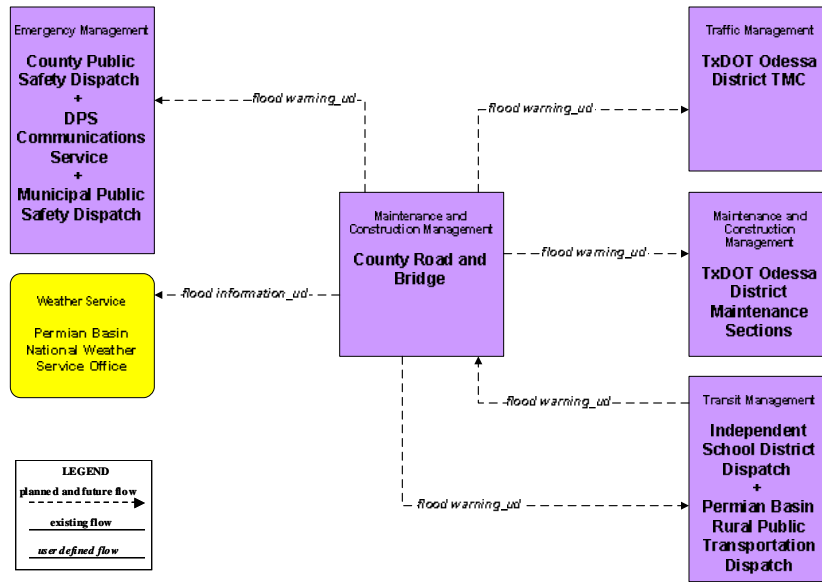 Emergency Management
County Public
Safety Dispatch
+
DPS
Communications
Service
+
Municipal Public
Safety Dispatch
Traffic Management
TxDOT Odessa
District TMC
flood warning_ud
flood warning_ud
Maintenance and
Construction Management
County Road and
Bridge
Maintenance and
Construction
Management
TxDOT Odessa
District
Maintenance
Sections
flood warning_ud
Weather Service
Permian Basin
National Weather
Service Office
flood information_ud
flood warning_ud
Transit Management
Independent
School District
Dispatch
+
Permian Basin
Rural Public
Transportation
Dispatch
flood warning_ud
LEGEND
planned and future flow
existing flow
user defined flow